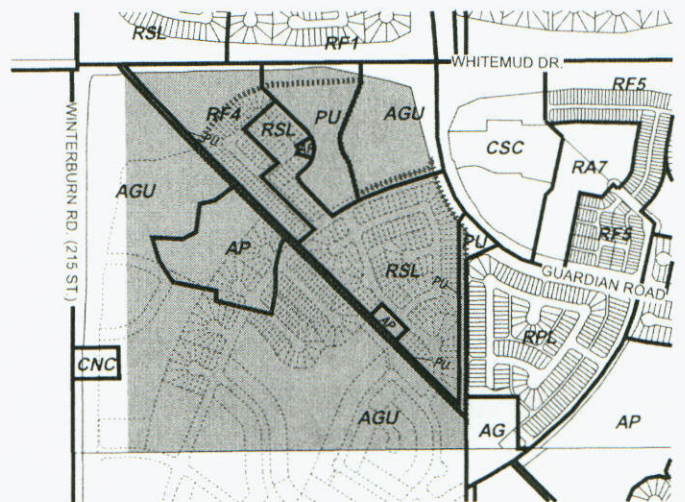 RSL
RF1
WHITEMUD DR.
RF5
RF4
RSL
PU
AGU
CSC
RA7
PU
WINTERBURN RD. (215 ST.)
AGU
AP
PU
RF5
RSL
PU
GUARDIAN ROAD
AP
RPL
CNC
PU
AGU
AG
AP